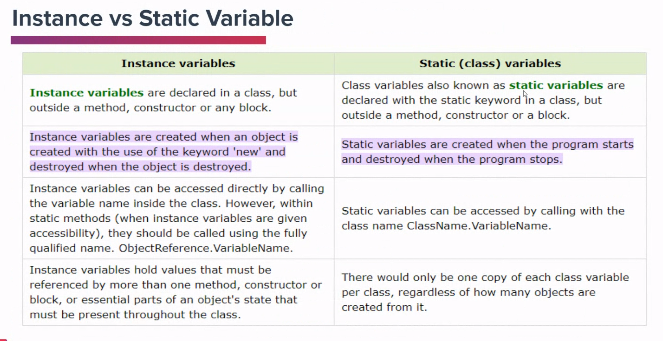 Instance vs Static Variable
Instance variables
Static (class) variables
Instance variables are declared in a class, but
outside a method, constructor or any block.
Class variables also known as static variables are
declared with the static keyword in a class, but
outside a method, constructor or a block.
Instance variables are created when an object is
created with the use of the keyword 'new' and
destroyed when the object is destroyed.
Static variables are created when the program starts
and destroyed when the program stops.
Instance variables can be accessed directly by calling
the variable name inside the class. However, within
static methods (when instance variables are given
accessibility), they should be called using the fully
qualified name. ObjectReference.VariableName.
Static variables can be accessed by calling with the
class name ClassName.VariableName.
Instance variables hold values that must be
referenced by more than one method, constructor or
block, or essential parts of an object's state that
must be present throughout the class.
There would only be one copy of each class variable
per class, regardless of how many objects are
created from it.